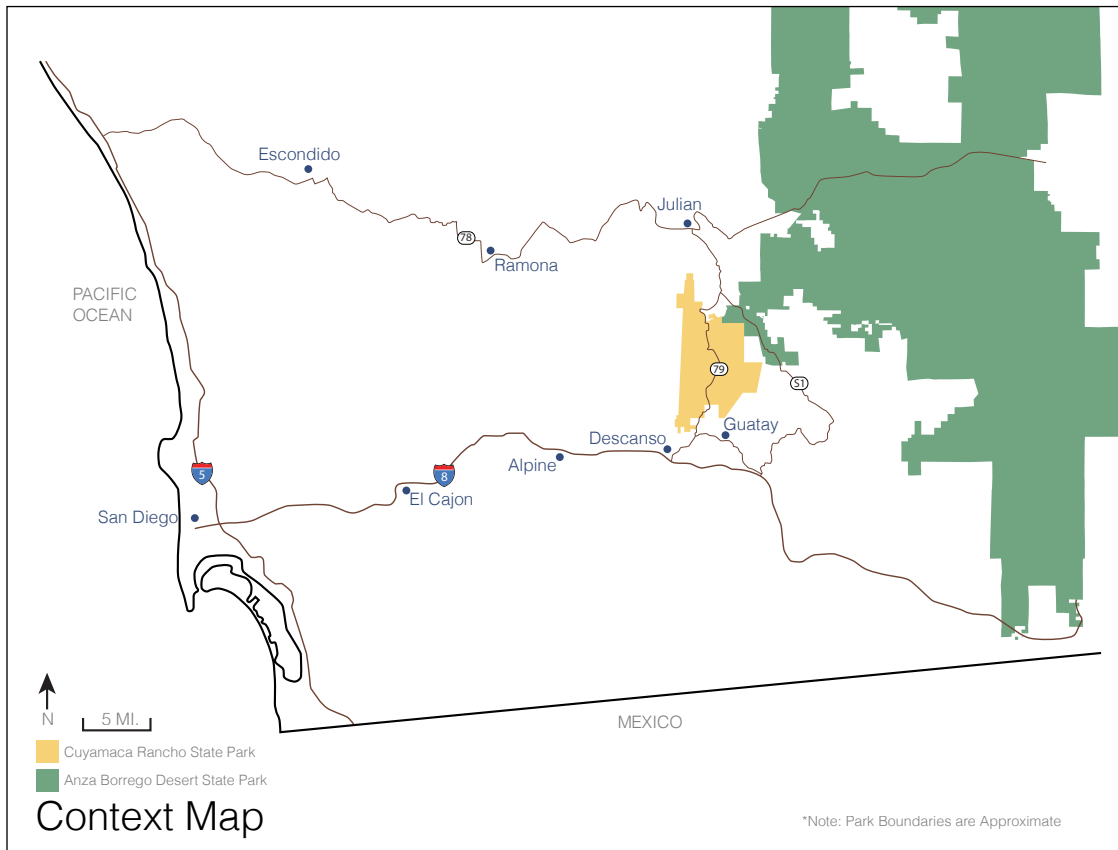 Escondido
Julian
78
Ramona
PACIFIC
OCEAN
79
S1
Guatay
Descanso
Alpine
5
8
El Cajon
San Diego
N
5 MI.
MEXICO
Cuyamaca Rancho State Park
Anza Borrego Desert State Park
Context Map
*Note: Park Boundaries are Approximate